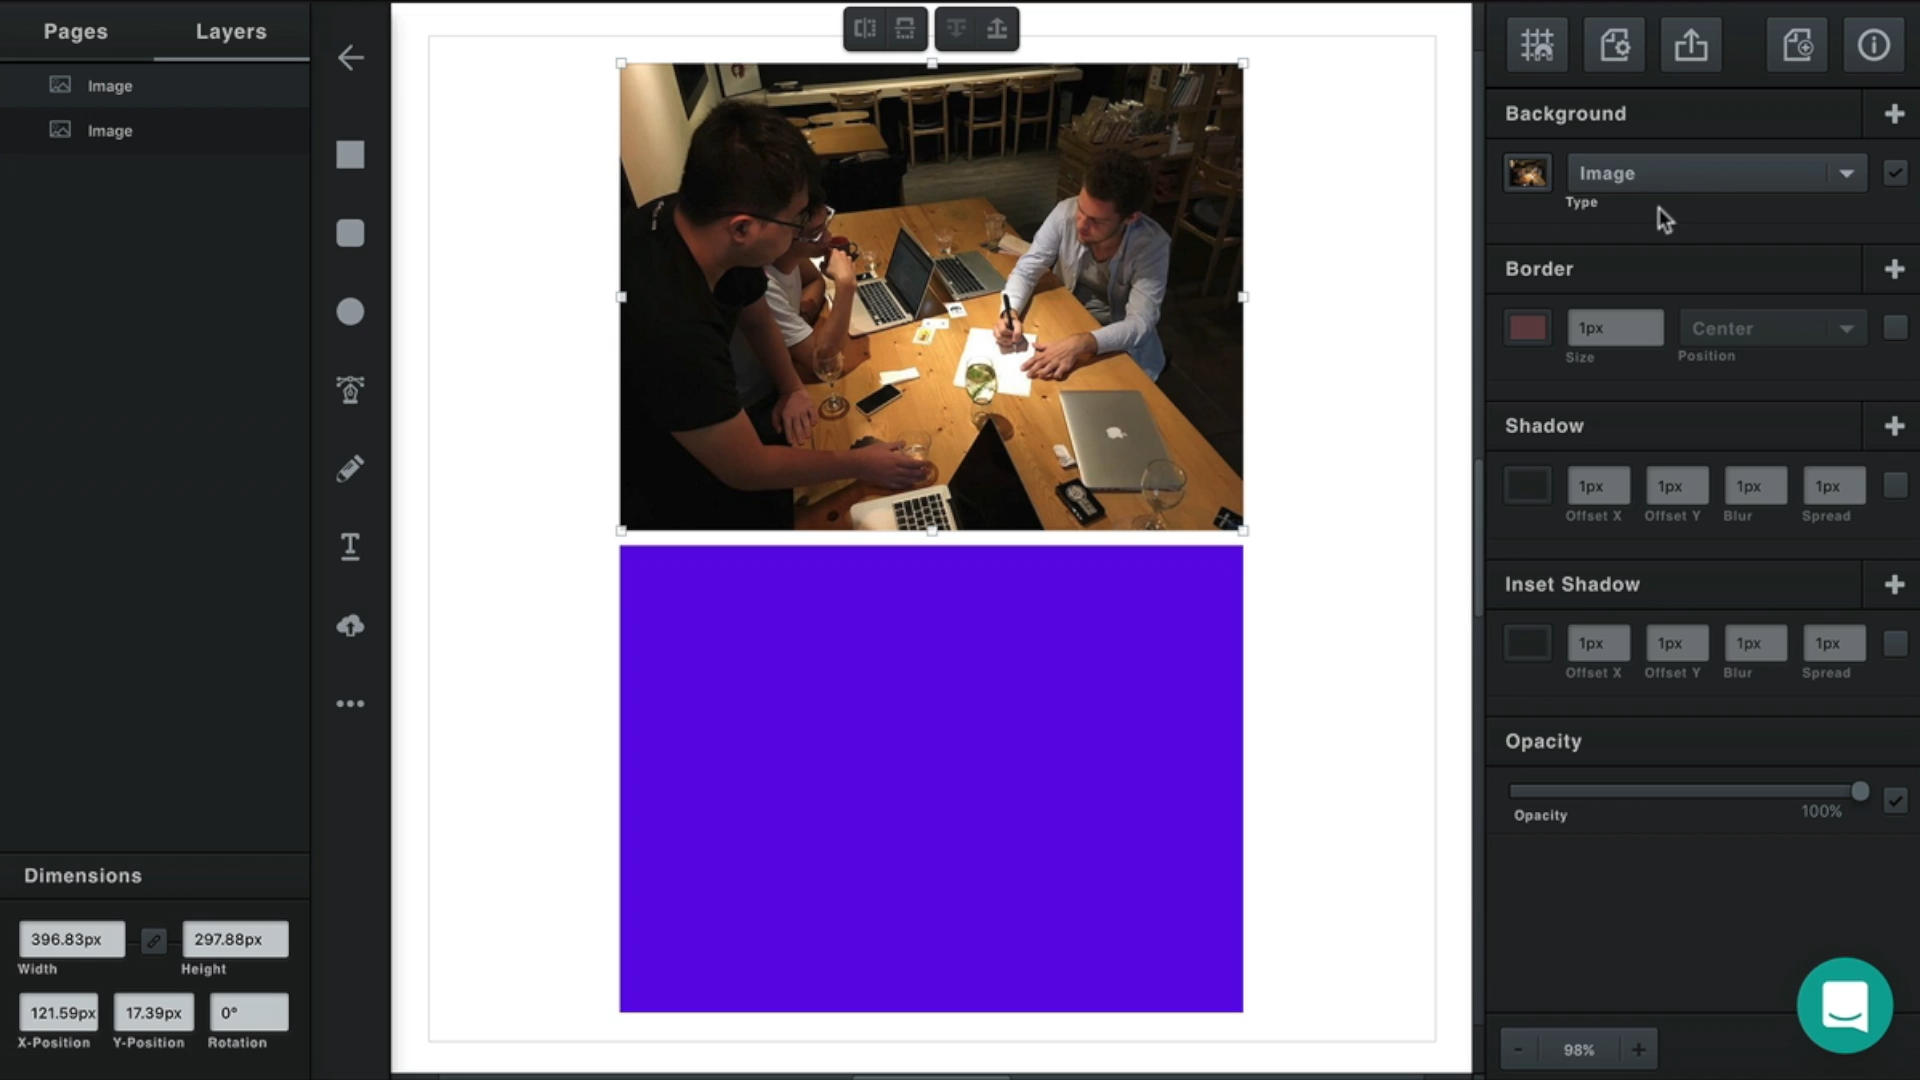 Pages
Layers
Image
Image
Background
Image
Type
Border
1px
Center
Size
Position
Shadow
1px
1px
1px
1px
Offset X
Offset Y
Blur
Spread
Inset Shadow
1px
1px
1px
1px
Offset X
Offset Y
Blur
Spread
Opacity
Opacity
100%
Dimensions
396.83px
297.88px
Width
Height
121.59px
17.39px
0°
X-Position
Y-Position
Rotation
- 98% +